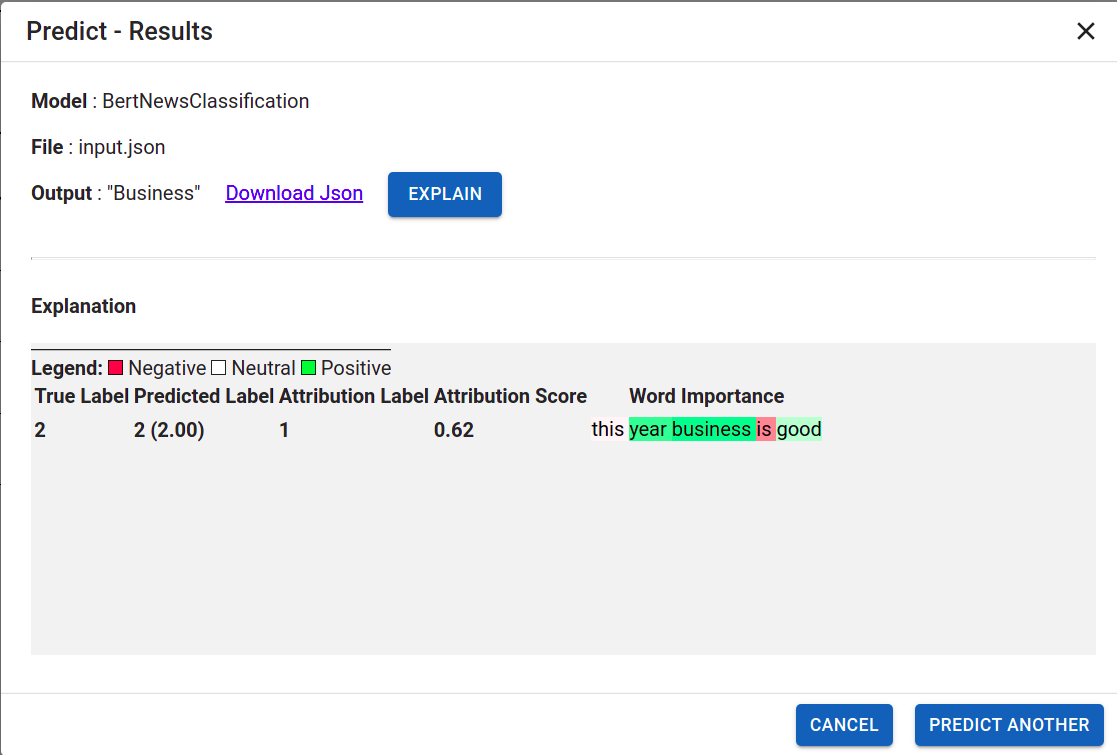 Predict - Results
Model : BertNewsClassification
File : input.json
Output : "Business" Download Json EXPLAIN
Explanation
Legend: Negative Neutral Positive
True Label Predicted Label Attribution Label Attribution Score Word Importance
2 2 (2.00) 1 0.62 this year business is good
CANCEL PREDICT ANOTHER